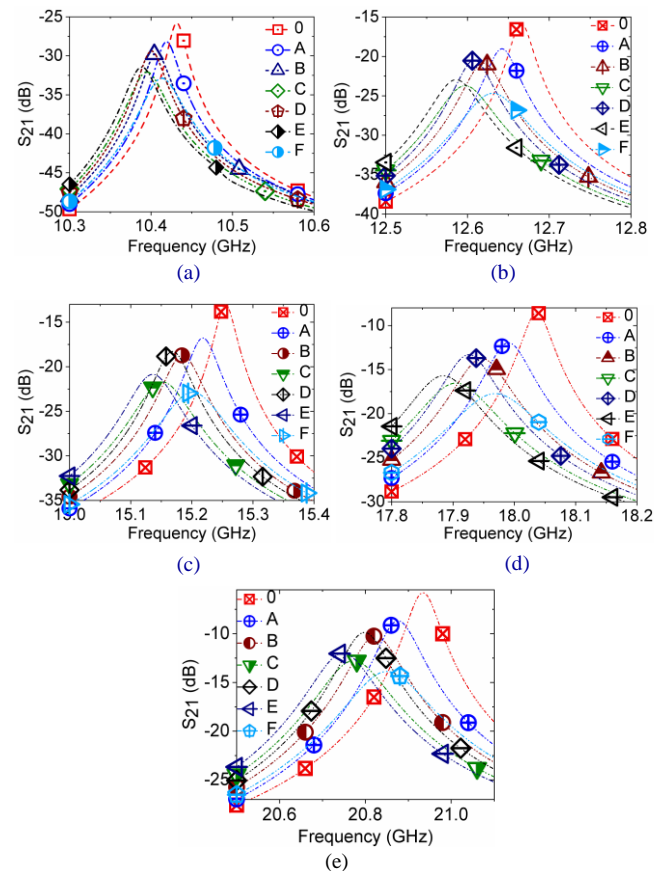 S21 (dB)
-25
-30
-35
-40
-45
-50
0
A
B
C
D
E
F
10.3 10.4 10.5 10.6
Frequency (GHz)
(a)
S21 (dB)
-15
-20
-25
-30
-35
-40
0
A
B
C
D
E
F
12.5 12.6 12.7 12.8
Frequency (GHz)
(b)
S21 (dB)
-15
-20
-25
-30
-35
0
A
B
C
D
E
F
15.0 15.1 15.2 15.3 15.4
Frequency (GHz)
(c)
S21 (dB)
-10
-15
-20
-25
-30
0
A
B
C
D
E
F
17.8 17.9 18.0 18.1 18.2
Frequency (GHz)
(d)
S21 (dB)
-10
-15
-20
-25
0
A
B
C
D
E
F
20.6 20.8 21.0
Frequency (GHz)
(e)